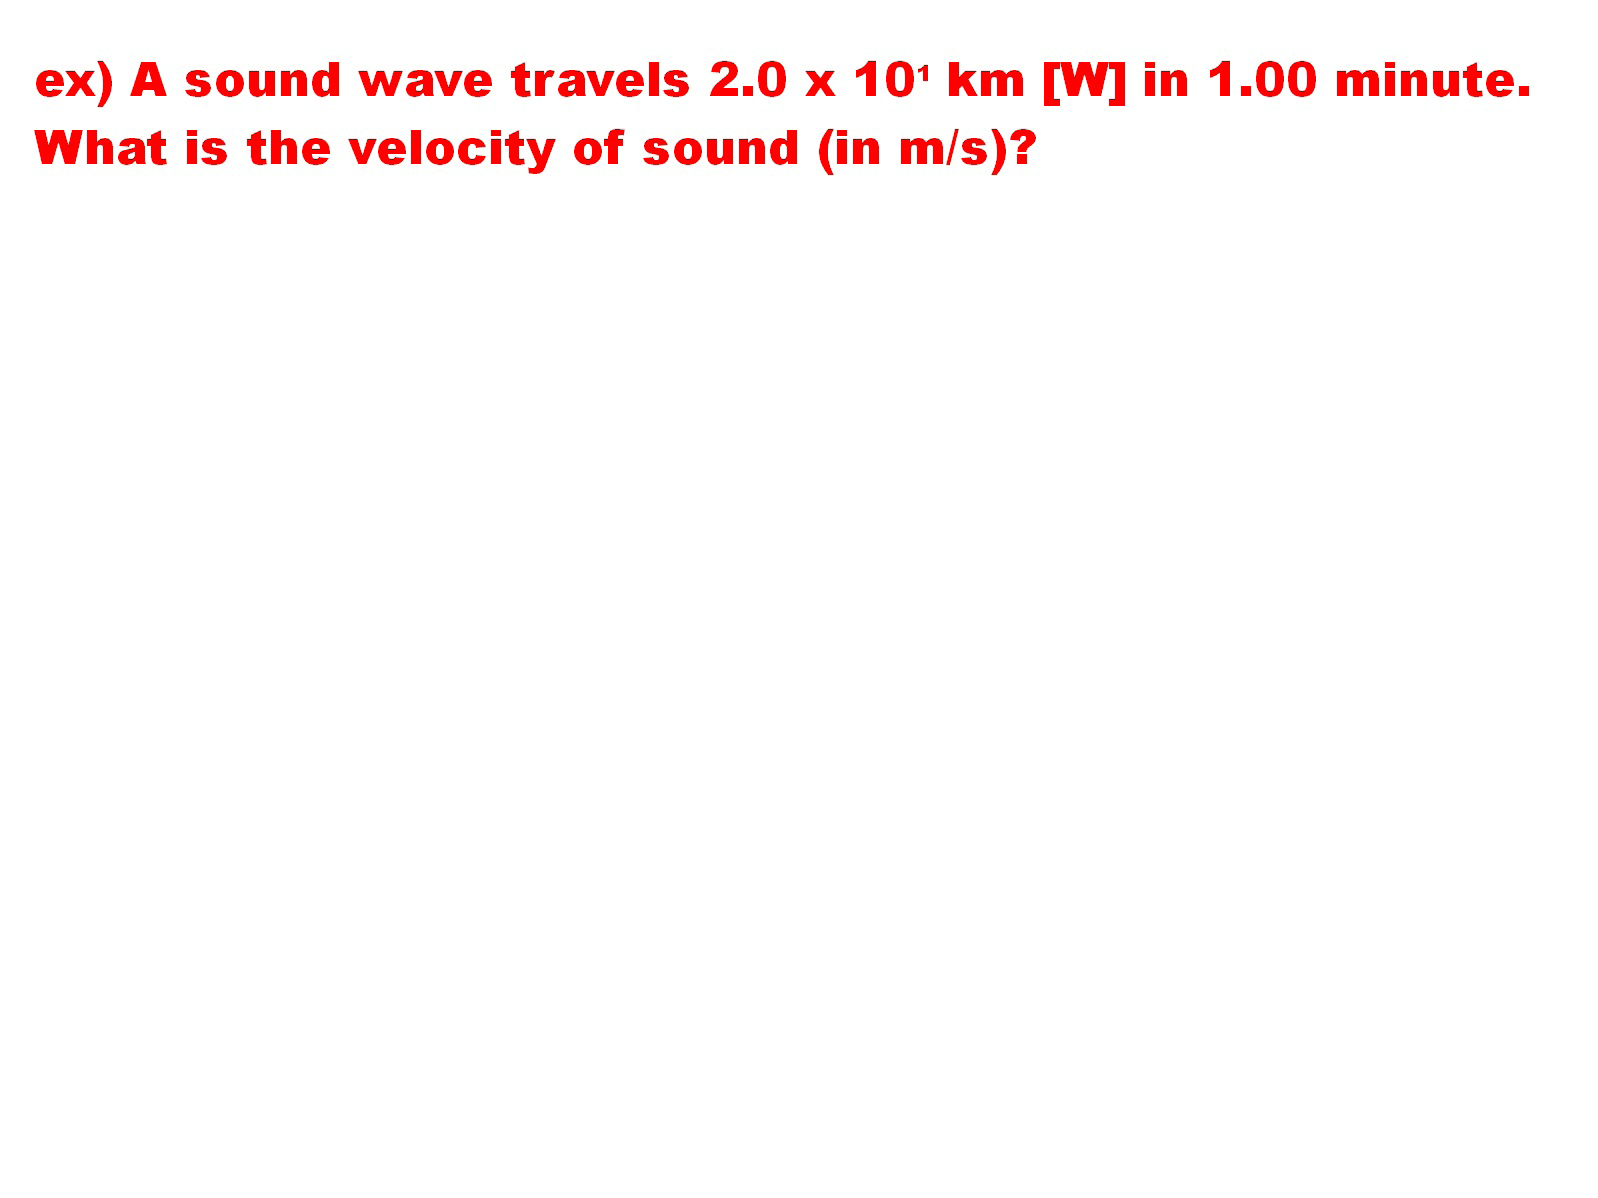 ex) A sound wave travels 2.0 x 10¹ km [W] in 1.00 minute.
What is the velocity of sound (in m/s)?